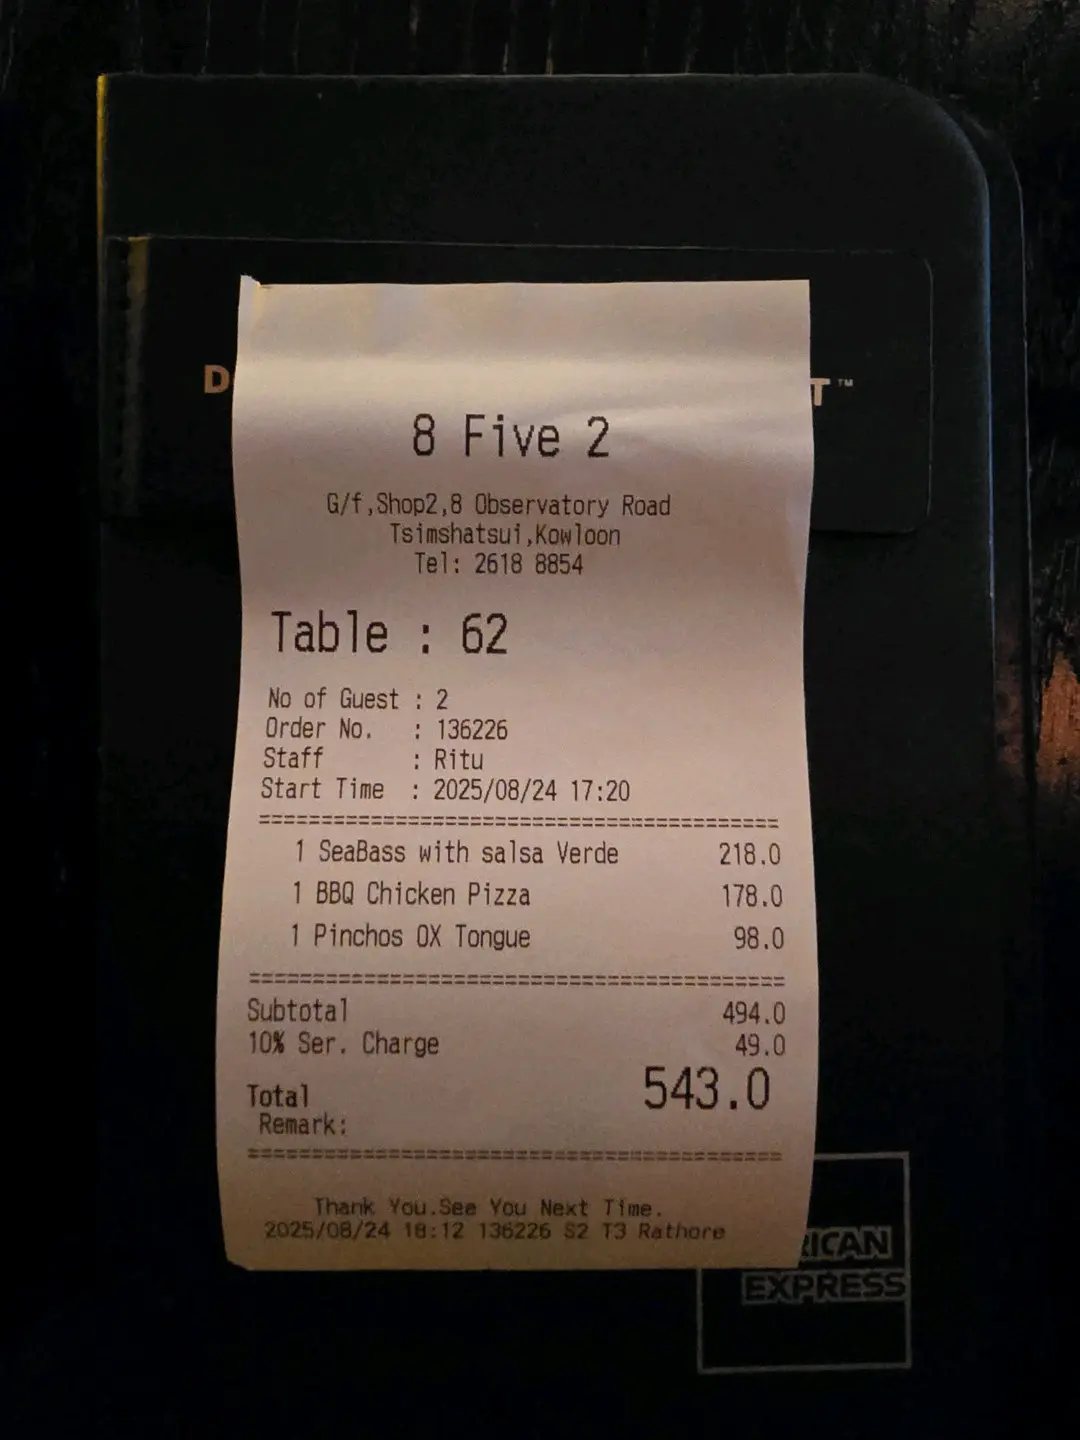 D
T™
8 Five 2
G/f,Shop2,8 Observatory Road
Tsimshatsui,Kowloon
Tel: 2618 8854
Table : 62
No of Guest : 2
Order No. : 136226
Staff : Ritu
Start Time : 2025/08/24 17:20
1 SeaBass with salsa Verde 218.0
1 BBQ Chicken Pizza 178.0
1 Pinchos OX Tongue 98.0
Subtotal 494.0
10% Ser. Charge 49.0
Total 543.0
Remark:
Thank You.See You Next Time.
2025/08/24 18:12 136226 S2 T3 Rathore
RICAN
EXPRESS